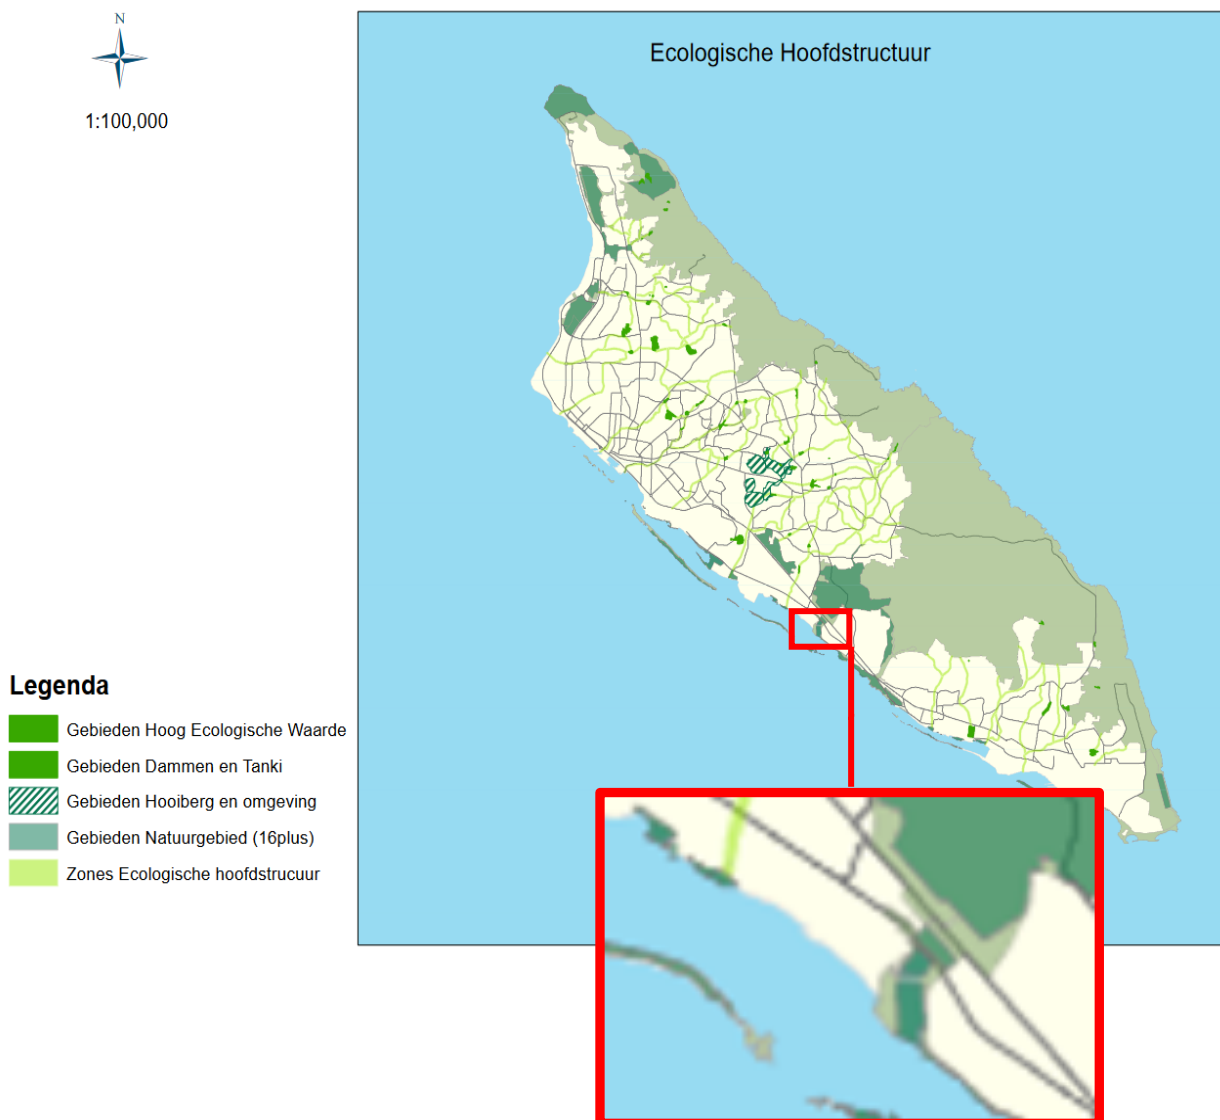 N
1:100,000
Ecologische Hoofdstructuur
Legenda
Gebieden Hoog Ecologische Waarde
Gebieden Dammen en Tanki
Gebieden Hooiberg en omgeving
Gebieden Natuurgebied (16plus)
Zones Ecologische hoofdstrucuur